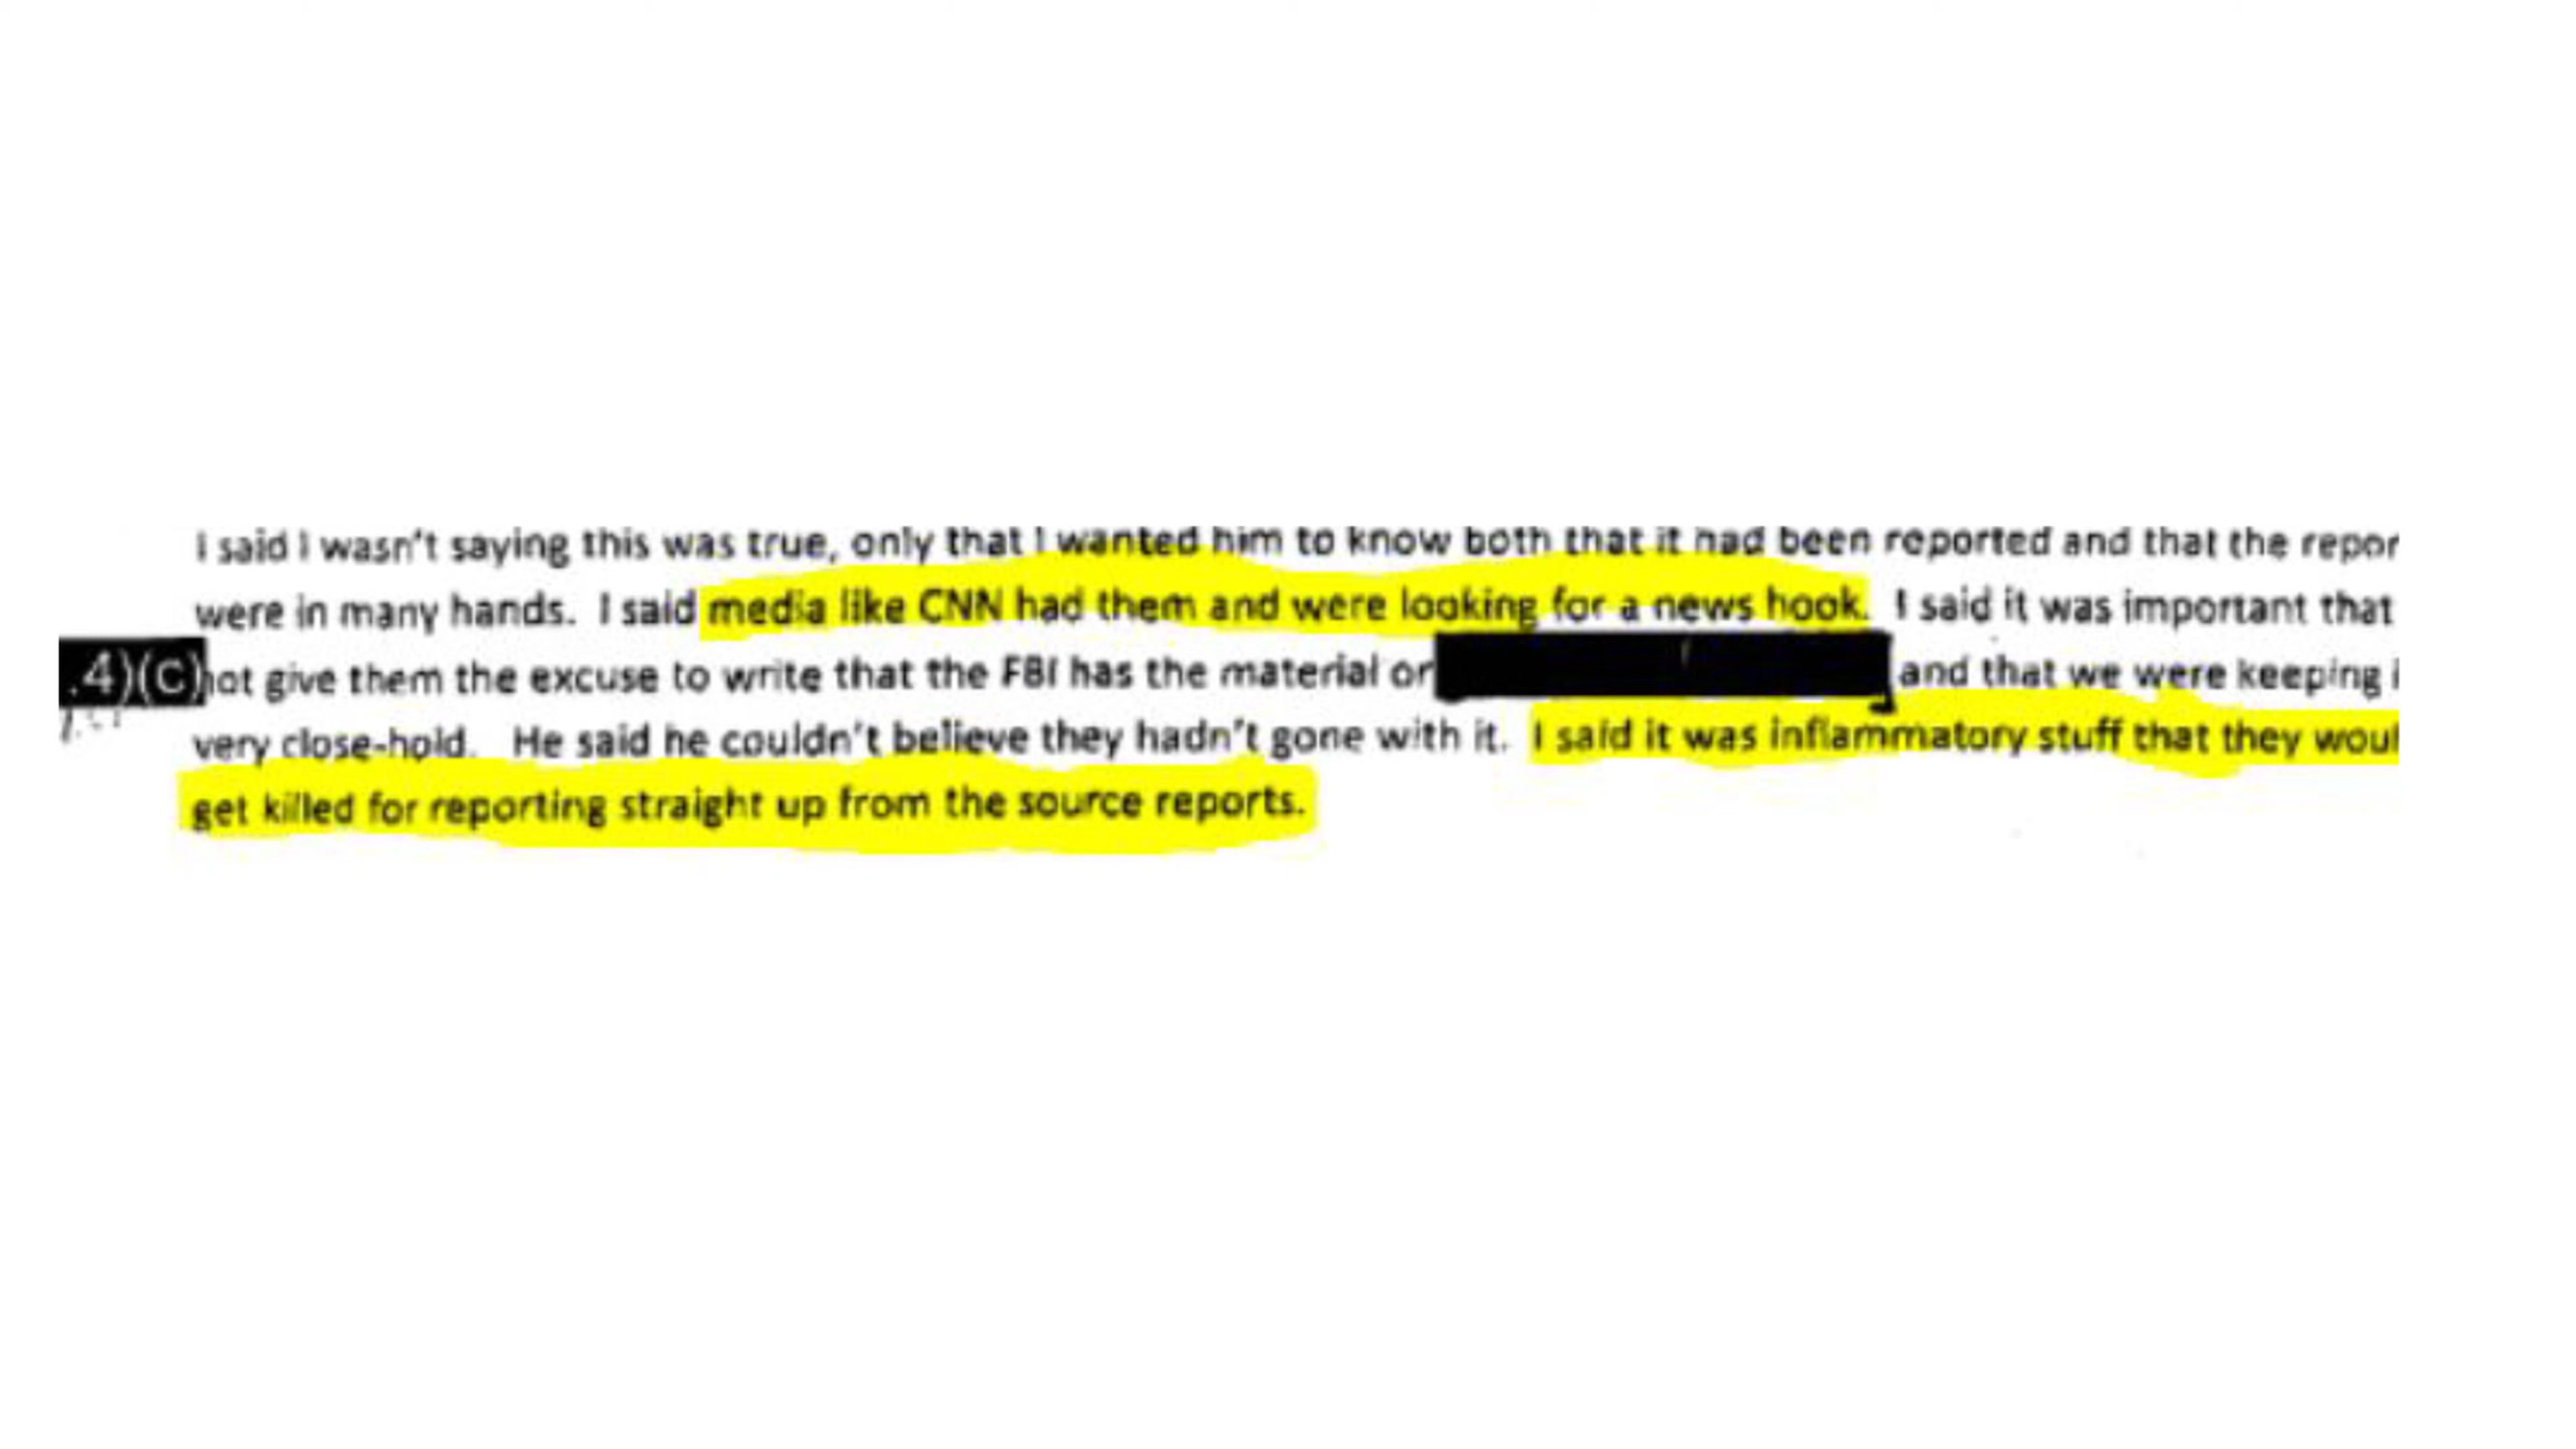 I said I wasn't saying this was true, only that I wanted him to know both that it had been reported and that the repor
were in many hands. I said media like CNN had them and were looking for a news hook. I said it was important that
.4)(c) not give them the excuse to write that the FBI has the material or and that we were keeping i
very close-hold. He said he couldn't believe they hadn't gone with it. I said it was inflammatory stuff that they woul
get killed for reporting straight up from the source reports.